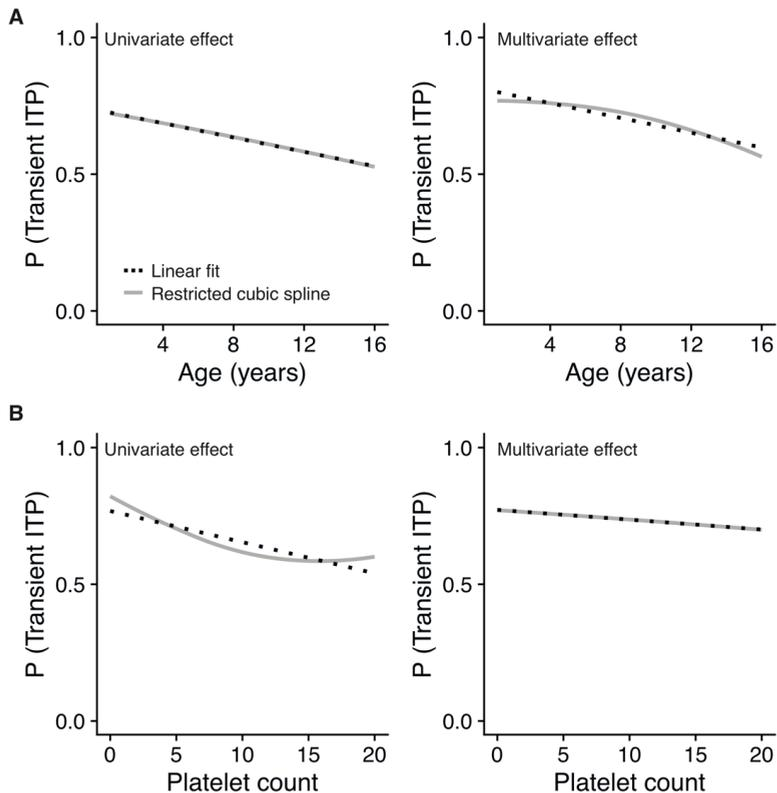 A
Univariate effect
P (Transient ITP)
1.0
0.5
0.0
Linear fit
Restricted cubic spline
4 8 12 16
Age (years)
Multivariate effect
P (Transient ITP)
1.0
0.5
0.0
4 8 12 16
Age (years)
B
Univariate effect
P (Transient ITP)
1.0
0.5
0.0
0 5 10 15 20
Platelet count
Multivariate effect
P (Transient ITP)
1.0
0.5
0.0
0 5 10 15 20
Platelet count